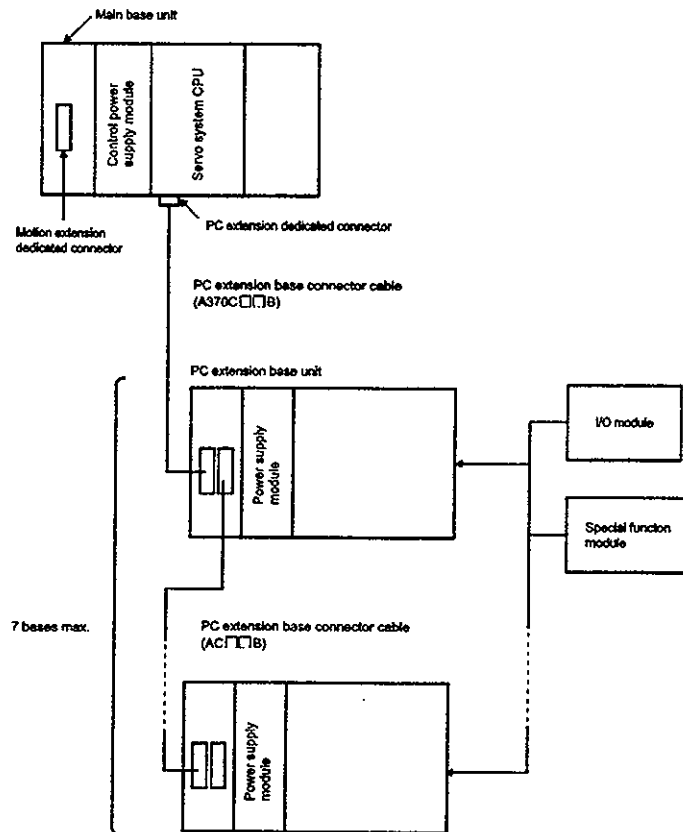 Main base unit
Control power
supply module
Servo system CPU
Motion extension
dedicated connector
PC extension dedicated connector
PC extension base connector cable
(A370C□□B)
PC extension base unit
Power supply
module
I/O module
Special functon
module
7 bases max.
PC extension base connector cable
(AC□□B)
Power supply
module